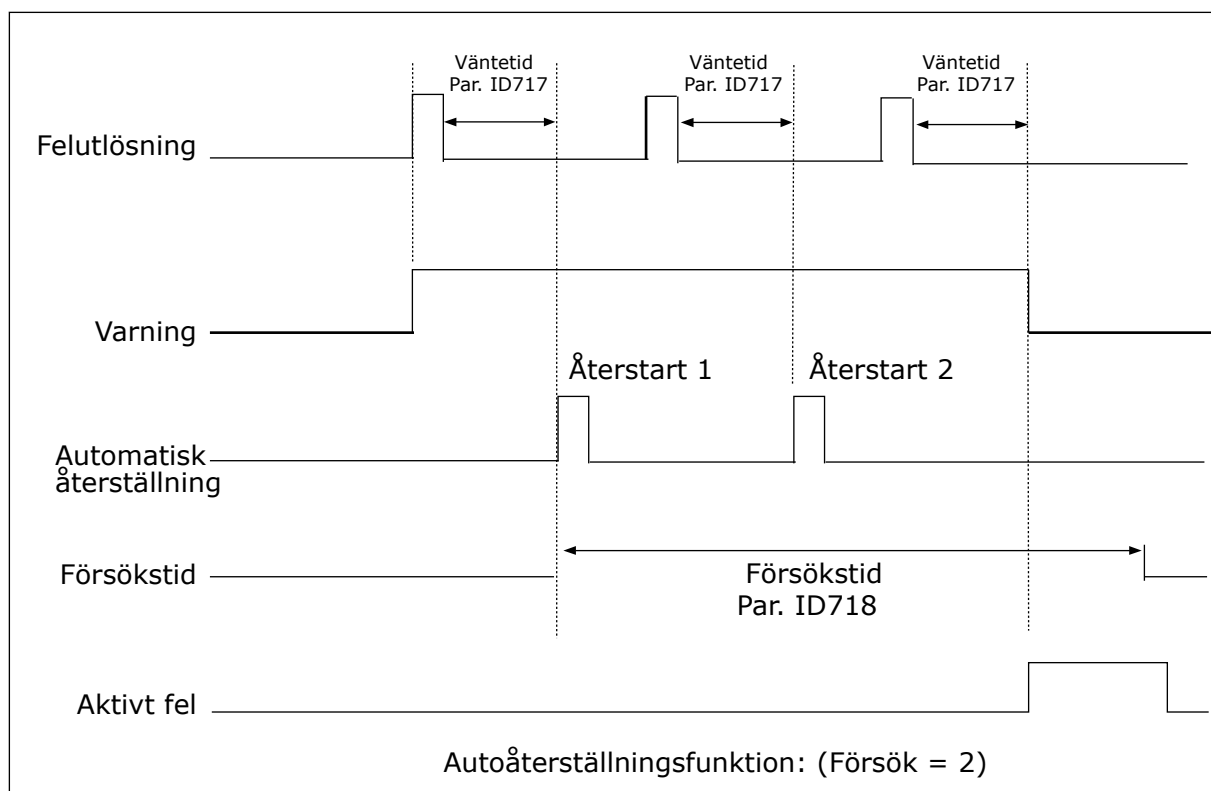 Väntetid
Par. ID717
Väntetid
Par. ID717
Väntetid
Par. ID717
Felutlösning
Varning
Återstart 1
Återstart 2
Automatisk
återställning
Försökstid
Försökstid
Par. ID718
Aktivt fel
Autoåterställningsfunktion: (Försök = 2)